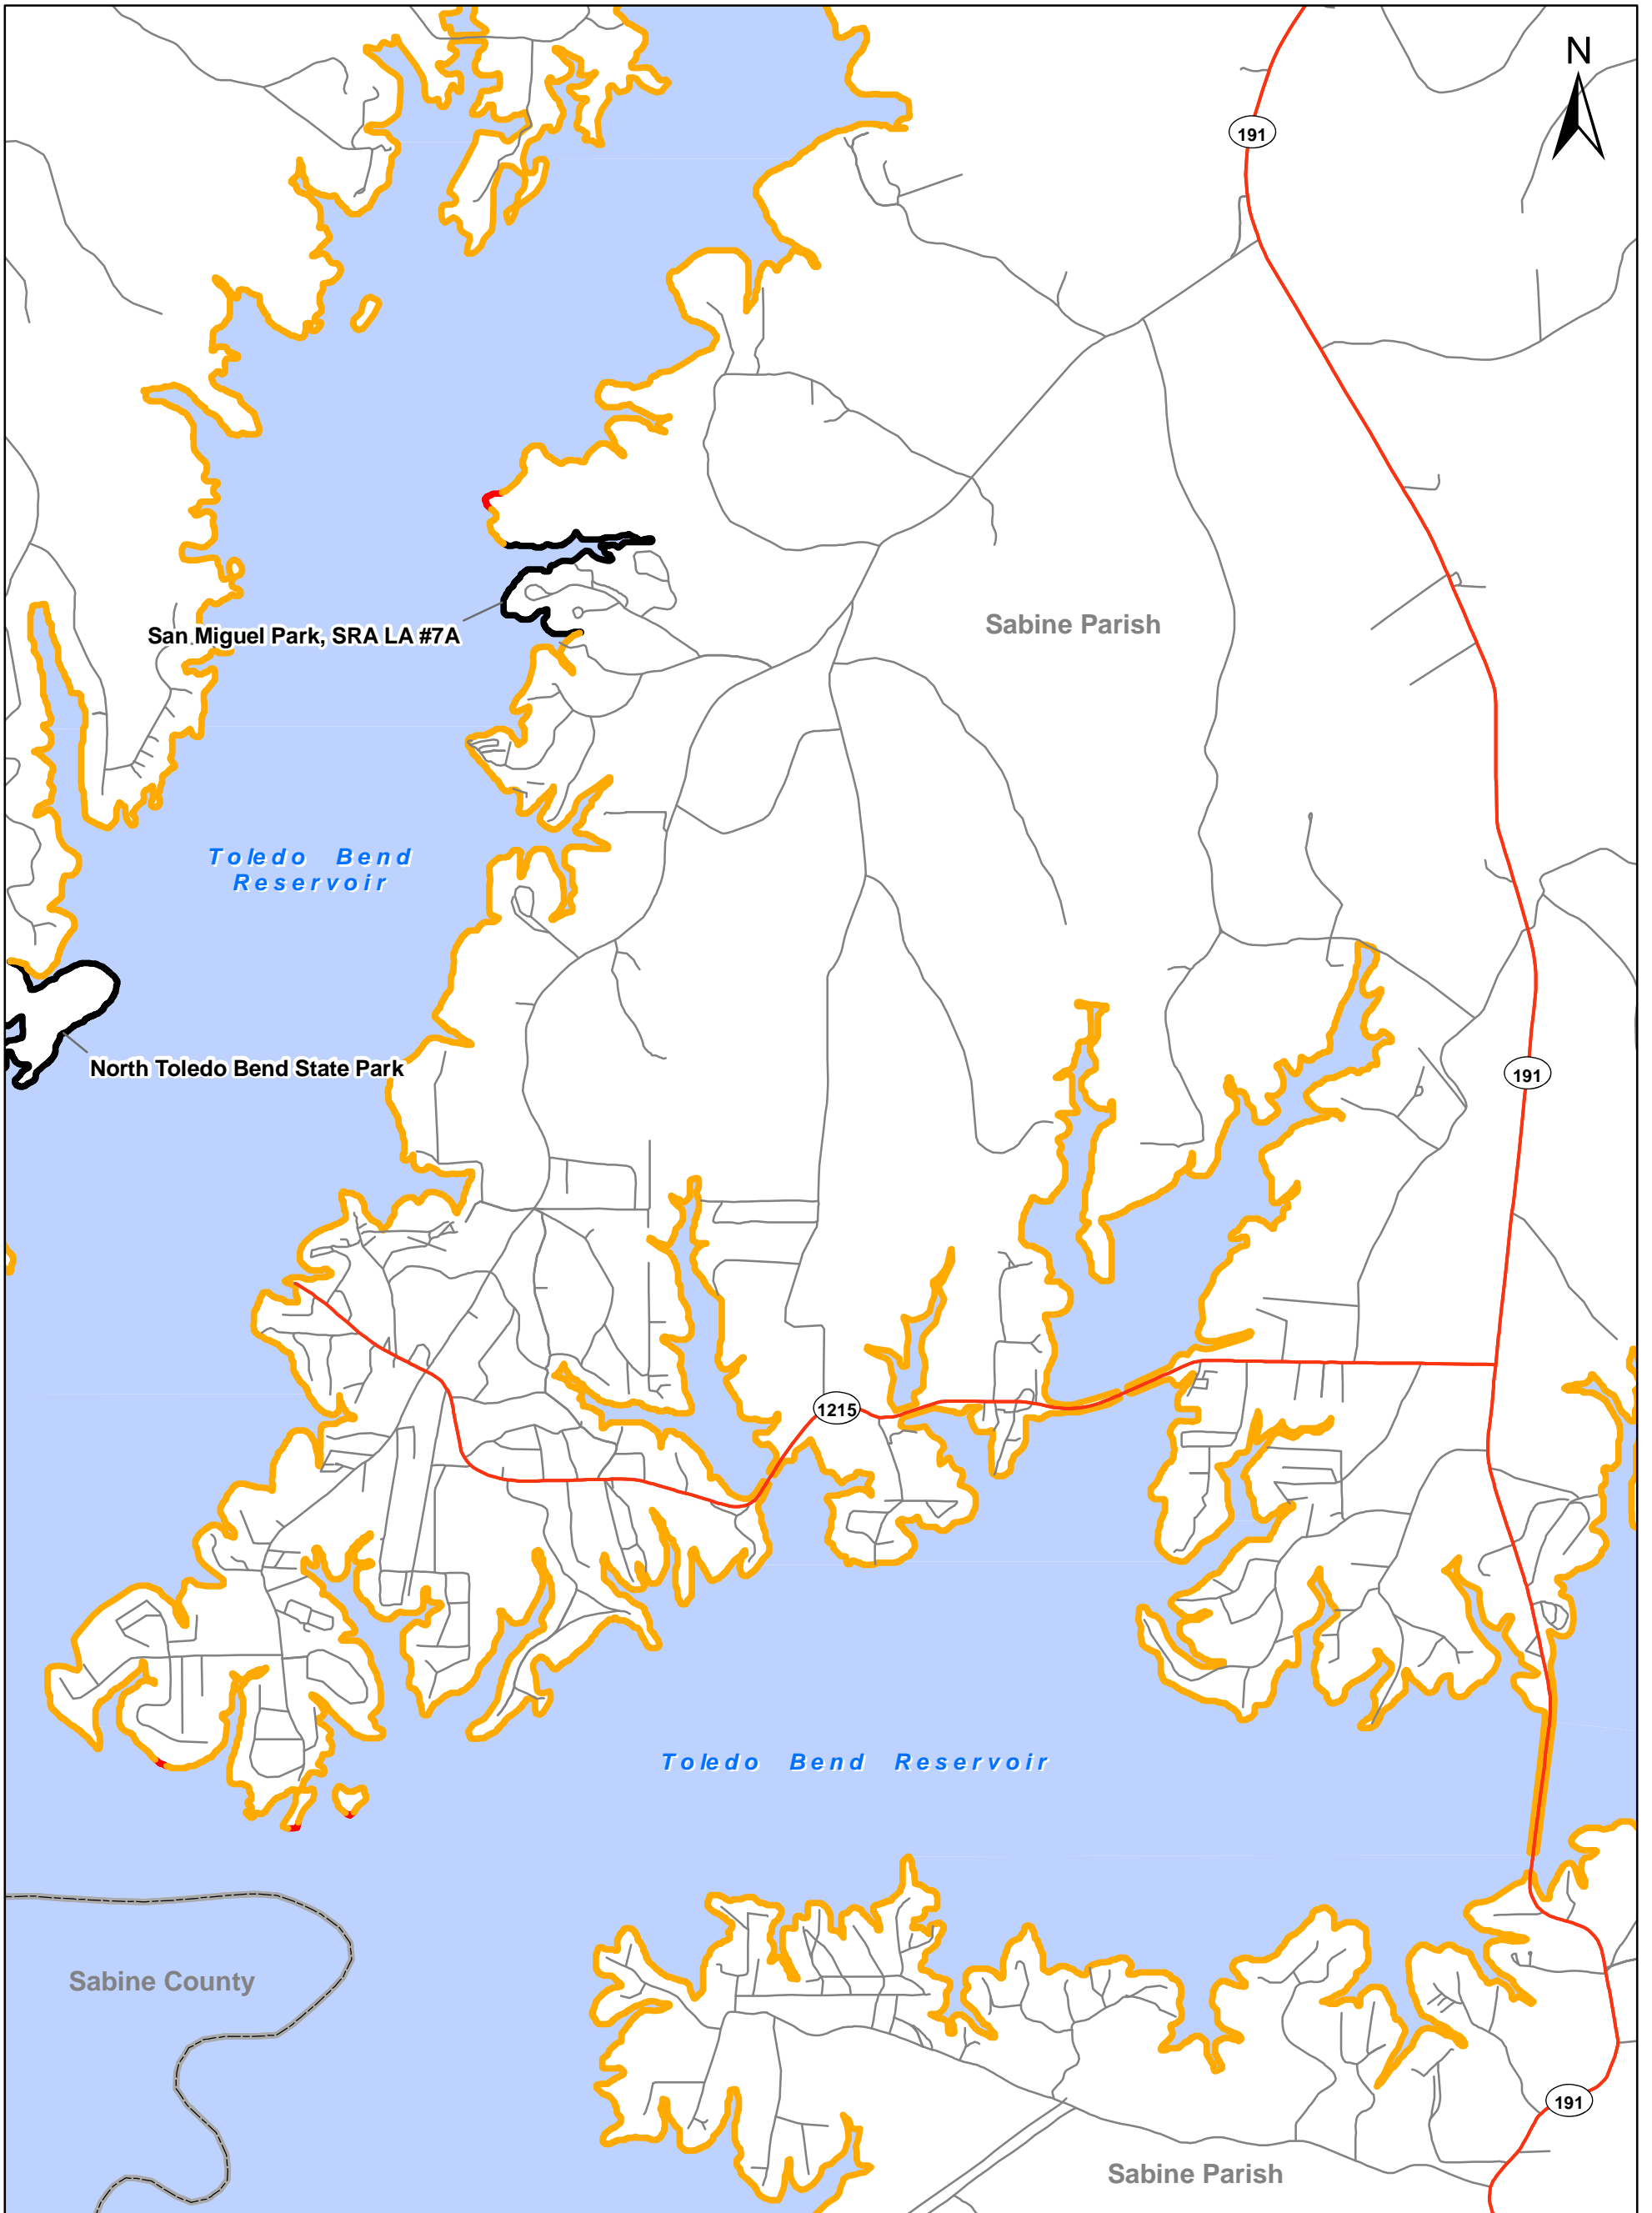 N
191
Sabine Parish
San Miguel Park, SRA LA #7A
Toledo Bend
Reservoir
North Toledo Bend State Park
191
1215
Toledo Bend Reservoir
Sabine County
191
Sabine Parish